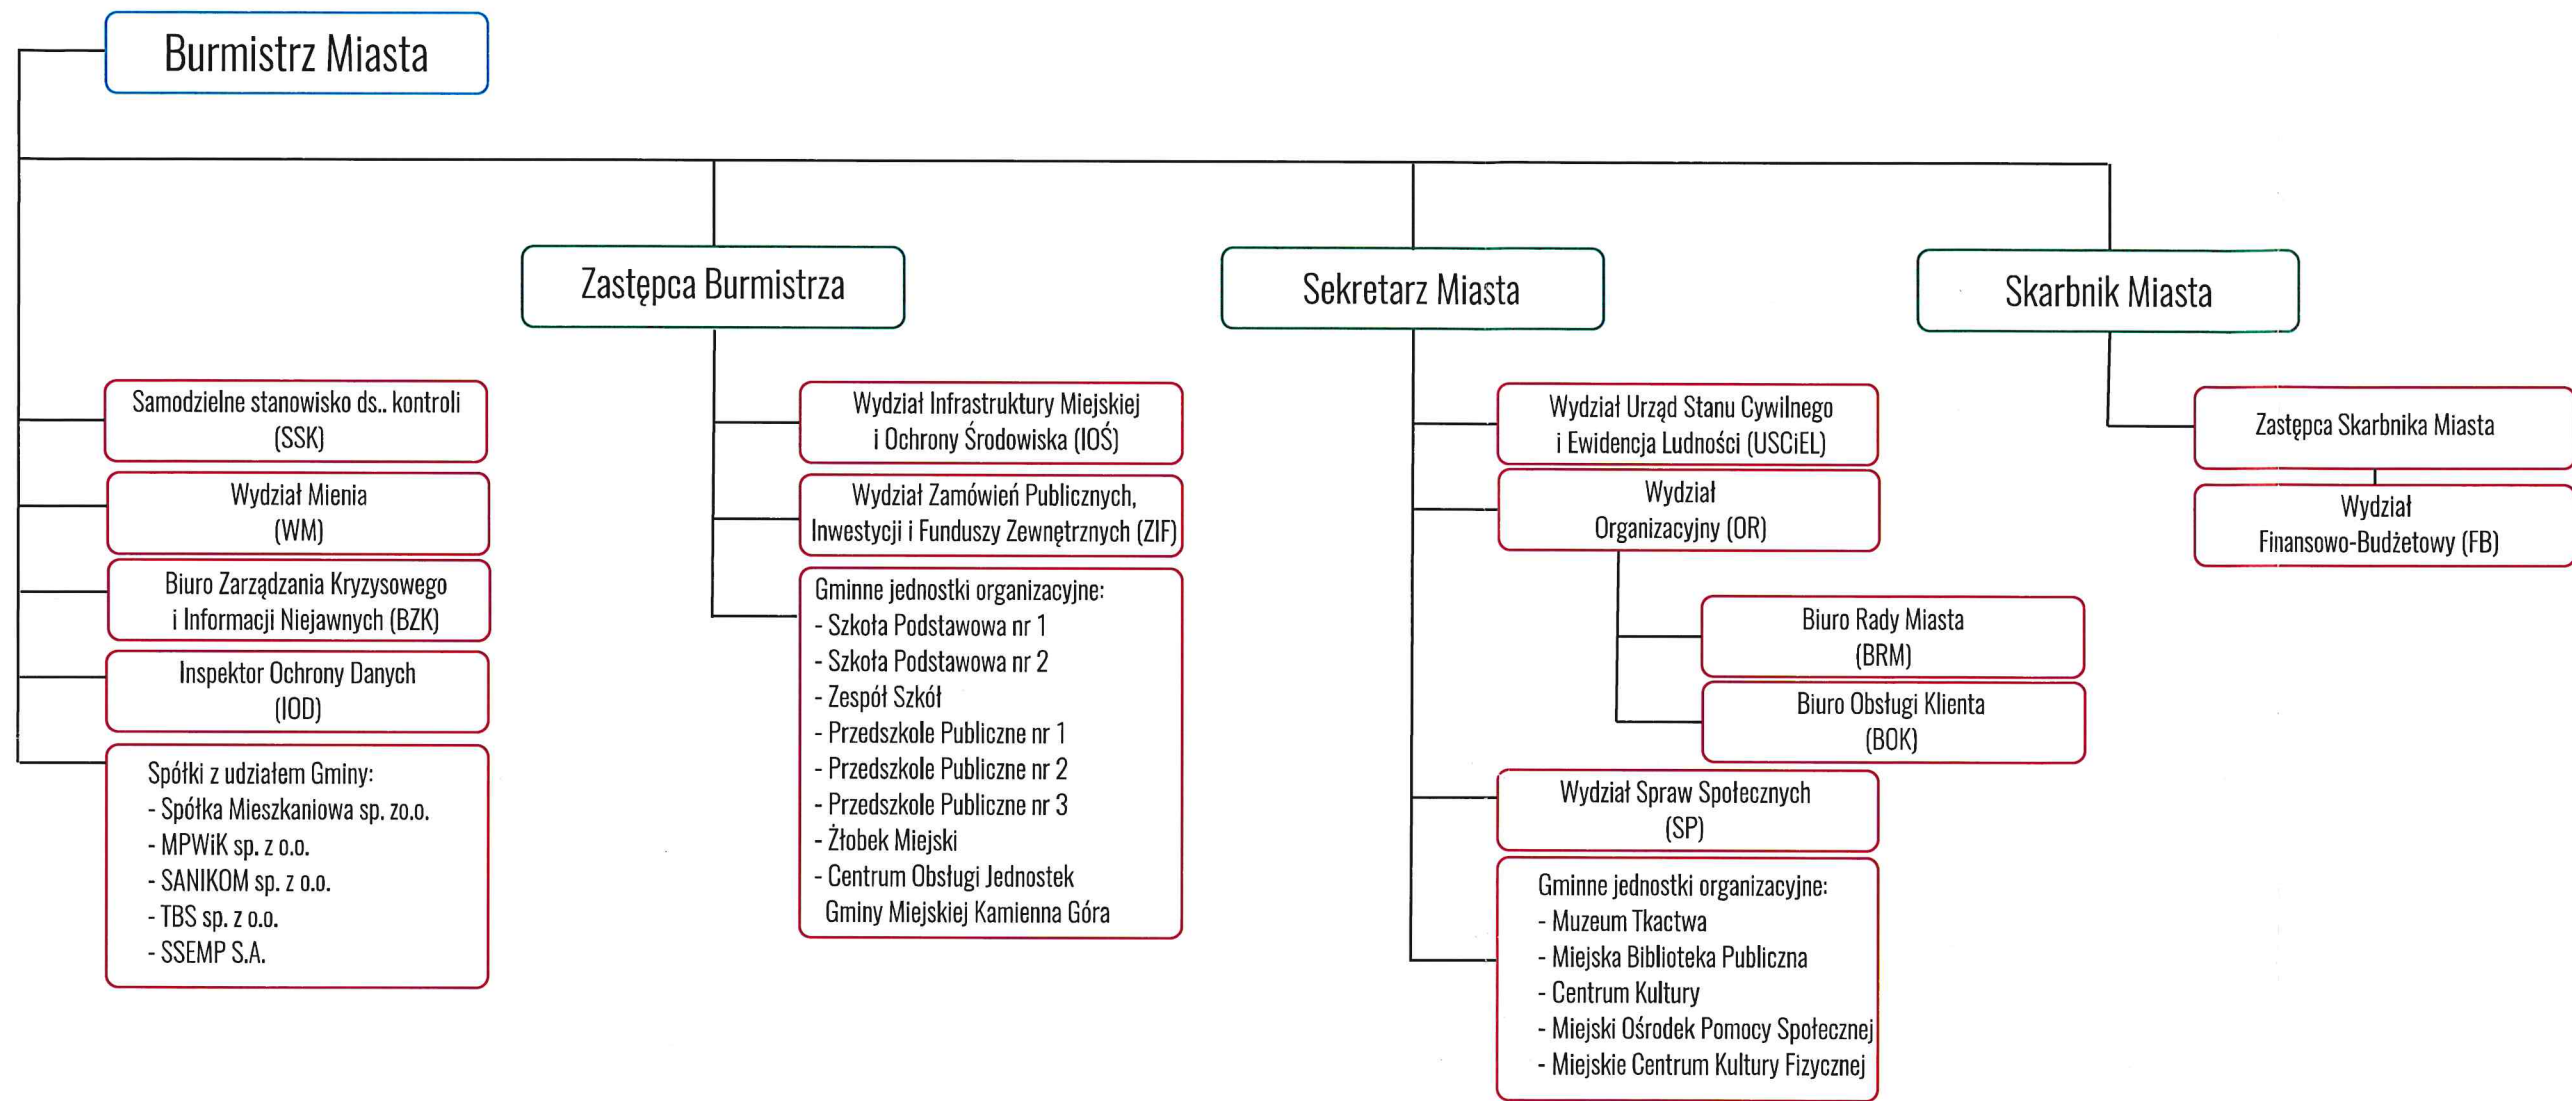 Burmistrz Miasta
Zastępca Burmistrza
Sekretarz Miasta
Skarbnik Miasta
Samodzielne stanowisko ds.. kontroli
(SSK)
Wydział Mienia
(WM)
Biuro Zarządzania Kryzysowego
i Informacji Niejawnych (BZK)
Inspektor Ochrony Danych
(IOD)
Spółki z udziałem Gminy:
- Spółka Mieszkaniowa sp. zo.o.
- MPWiK sp. z o.o.
- SANIKOM sp. z o.o.
- TBS sp. z o.o.
- SSEMP S.A.
Wydział Infrastruktury Miejskiej
i Ochrony Środowiska (IOŚ)
Wydział Zamówień Publicznych,
Inwestycji i Funduszy Zewnętrznych (ZIF)
Gminne jednostki organizacyjne:
- Szkoła Podstawowa nr 1
- Szkoła Podstawowa nr 2
- Zespół Szkół
- Przedszkole Publiczne nr 1
- Przedszkole Publiczne nr 2
- Przedszkole Publiczne nr 3
- Żłobek Miejski
- Centrum Obsługi Jednostek
Gminy Miejskiej Kamienna Góra
Wydział Urząd Stanu Cywilnego
i Ewidencja Ludności (USCiEL)
Wydział
Organizacyjny (OR)
Biuro Rady Miasta
(BRM)
Biuro Obsługi Klienta
(BOK)
Wydział Spraw Społecznych
(SP)
Gminne jednostki organizacyjne:
- Muzeum Tkactwa
- Miejska Biblioteka Publiczna
- Centrum Kultury
- Miejski Ośrodek Pomocy Społecznej
- Miejskie Centrum Kultury Fizycznej
Zastępca Skarbnika Miasta
Wydział
Finansowo-Budżetowy (FB)